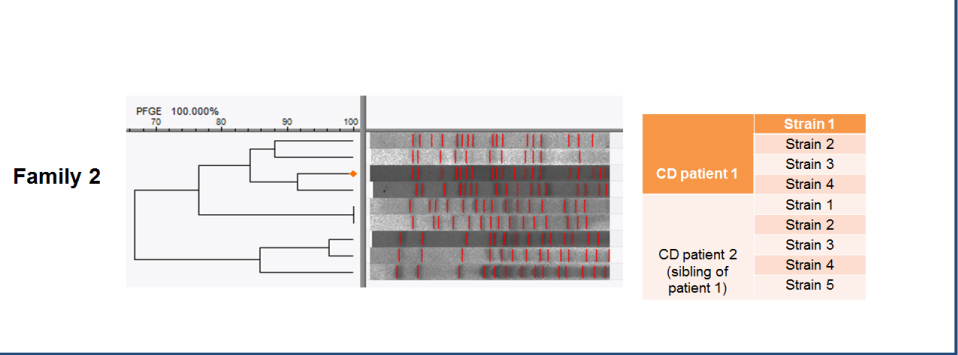 PFGE 100.000%
70 80 90 100
Family 2
CD patient 1
Strain 1
Strain 2
Strain 3
Strain 4
CD patient 2
(sibling of
patient 1)
Strain 1
Strain 2
Strain 3
Strain 4
Strain 5